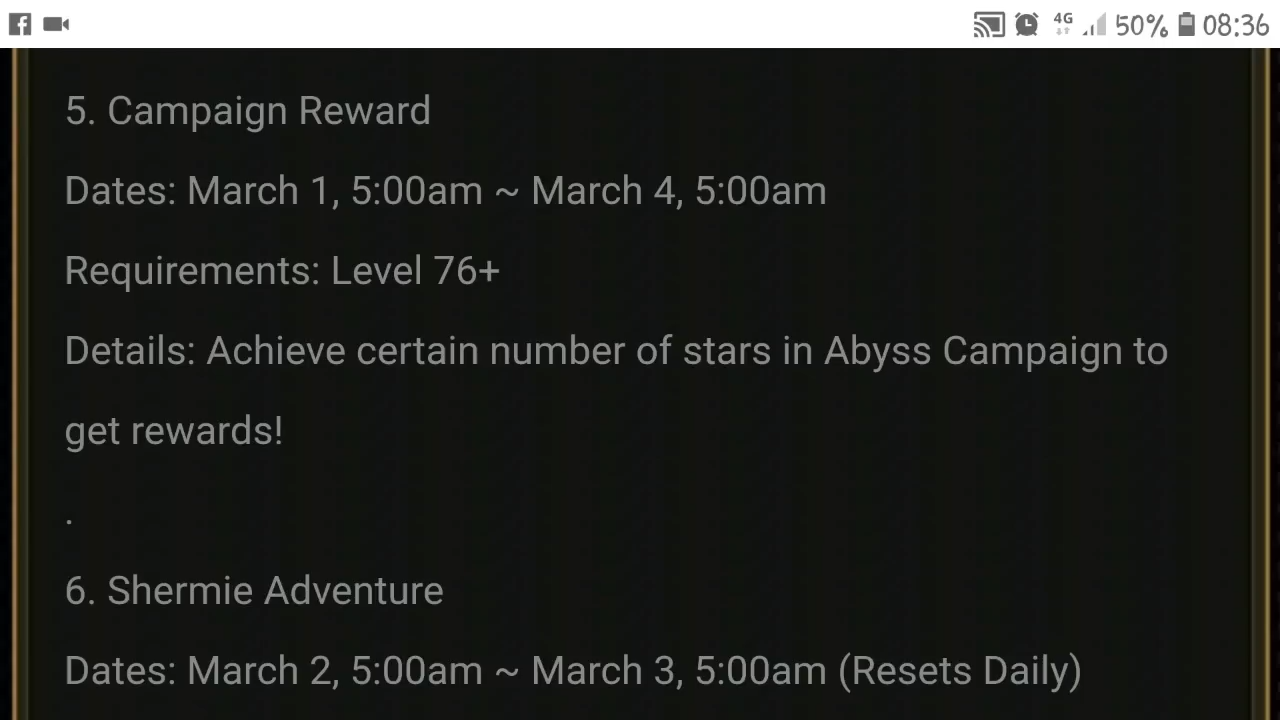 4G 50% 08:36
5. Campaign Reward
Dates: March 1, 5:00am ~ March 4, 5:00am
Requirements: Level 76+
Details: Achieve certain number of stars in Abyss Campaign to
get rewards!
.
6. Shermie Adventure
Dates: March 2, 5:00am ~ March 3, 5:00am (Resets Daily)